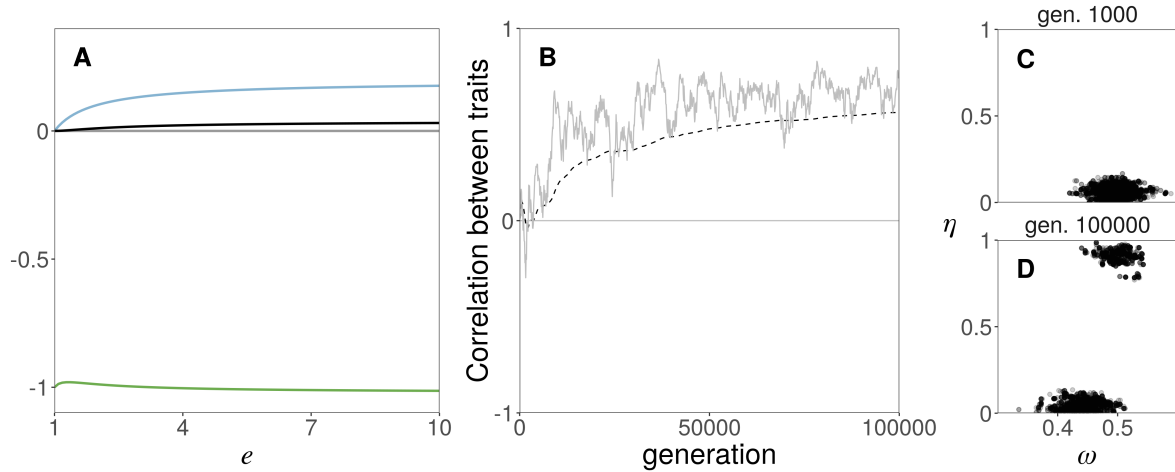 A
0
-0.5
-1
1
4
7
10
e
B
Correlation between traits
1
0
-1
0
50000
100000
generation
gen. 1000
C
1
0.5
0
η
gen. 100000
D
1
0.5
0
0.4
0.5
ω